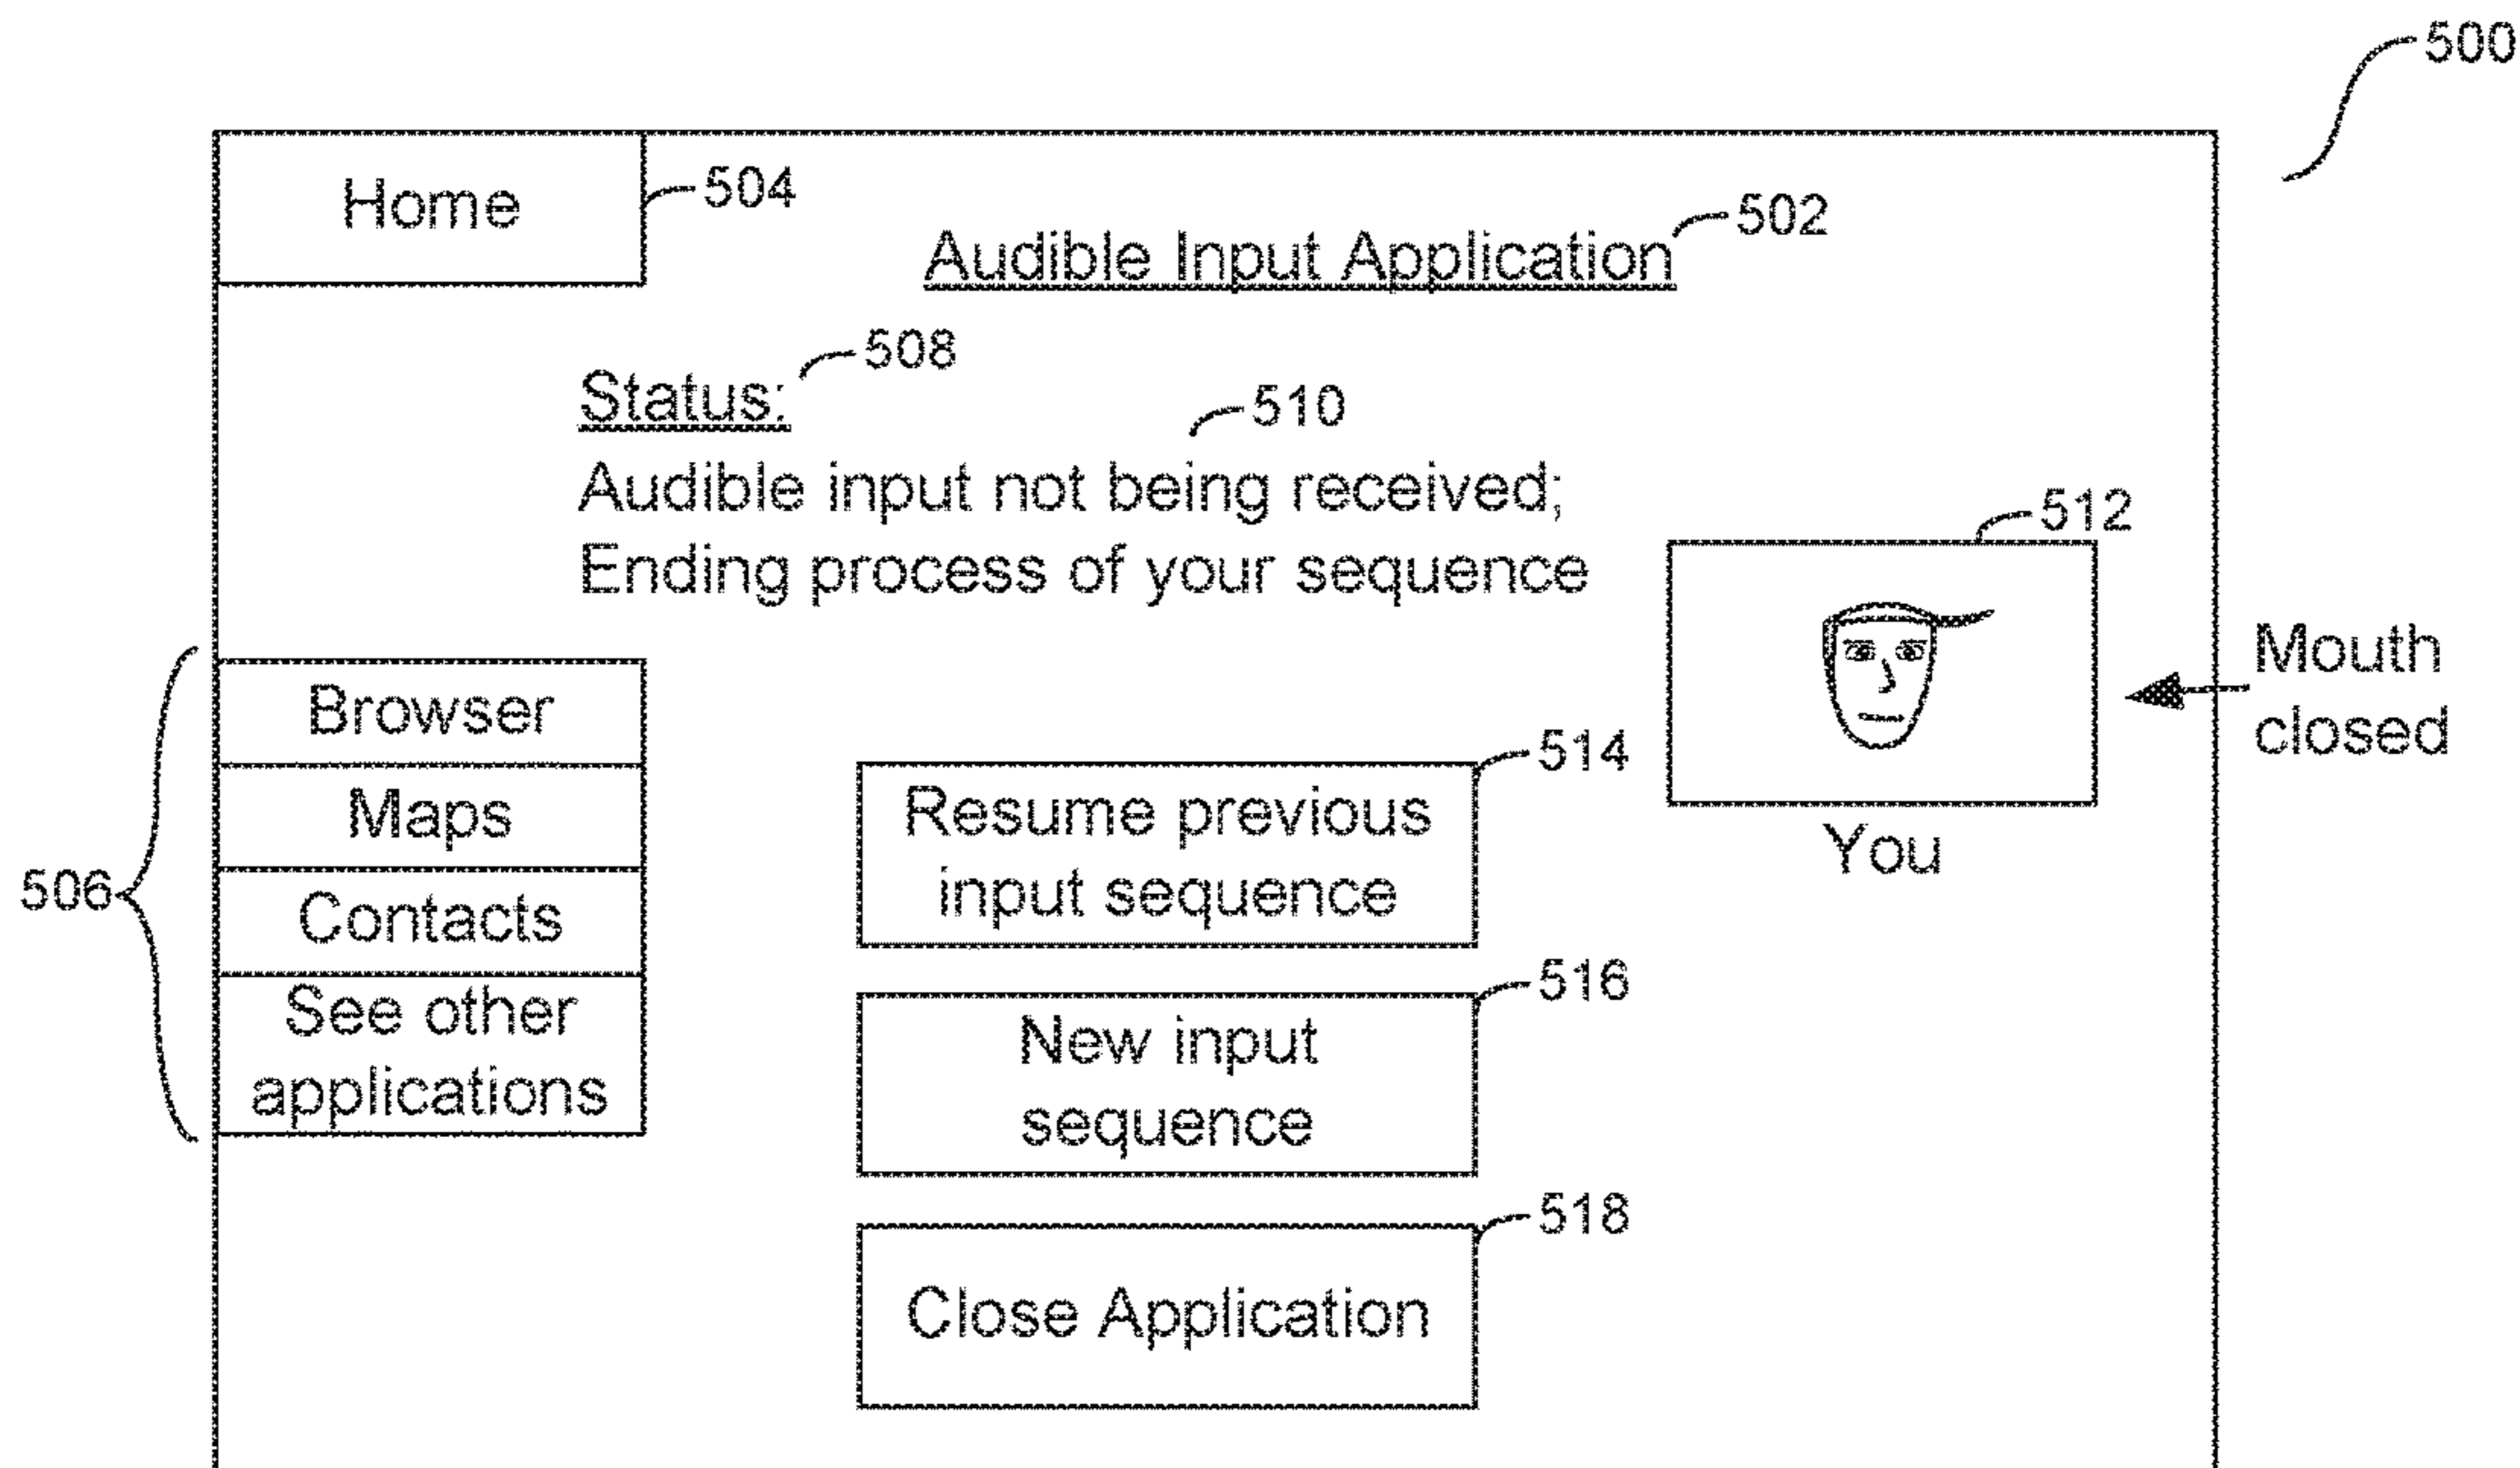 500
Home
504
Audible Input Application
502
Status:
508
510
Audible input not being received;
Ending process of your sequence
512
Mouth
closed
You
506
Browser
Maps
Contacts
See other
applications
514
Resume previous
input sequence
516
New input
sequence
518
Close Application